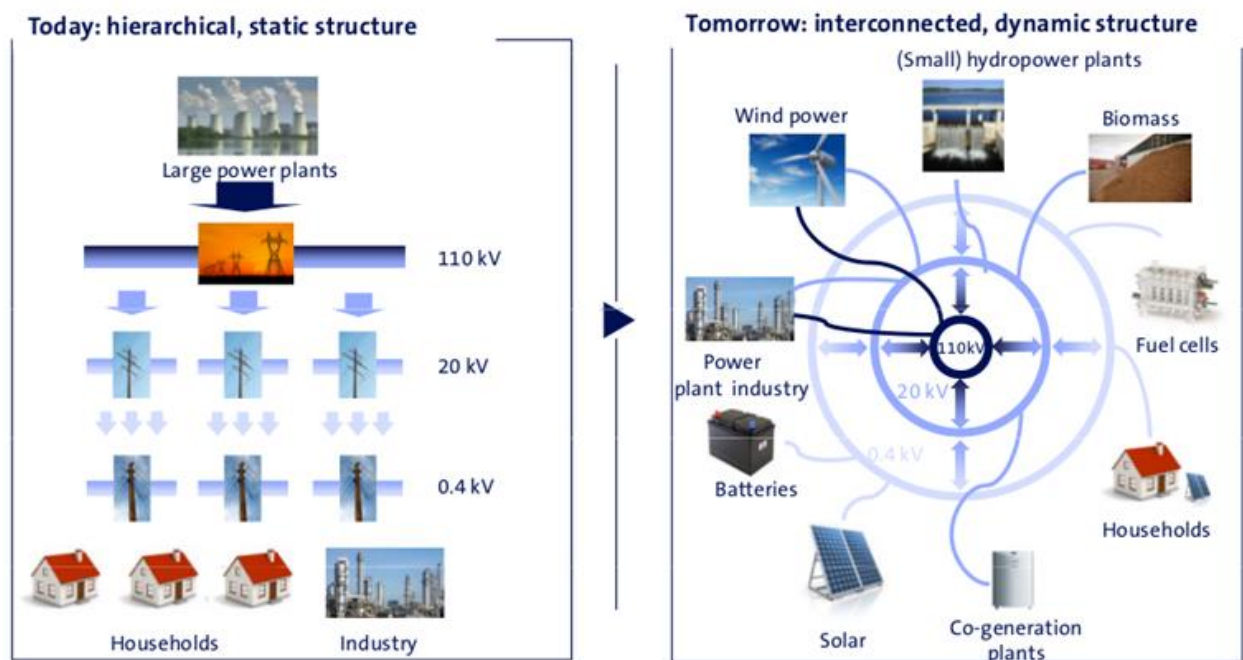 Today: hierarchical, static structure
Large power plants
110 kV
20 kV
0.4 kV
Households
Industry
Tomorrow: interconnected, dynamic structure
(Small) hydropower plants
Wind power
Biomass
Fuel cells
110kV
Power
plant industry
20 kV
0.4 kV
Batteries
Households
Solar
Co-generation
plants